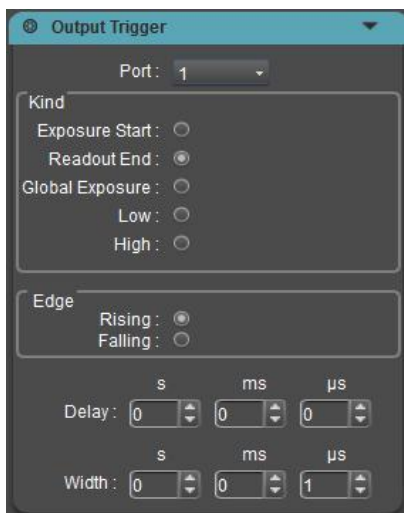 Output Trigger
Port: 1
Kind
Exposure Start:
Readout End:
Global Exposure:
Low:
High:
Edge
Rising:
Falling:
s ms µs
Delay: 0 0 0
s ms µs
Width: 0 0 1